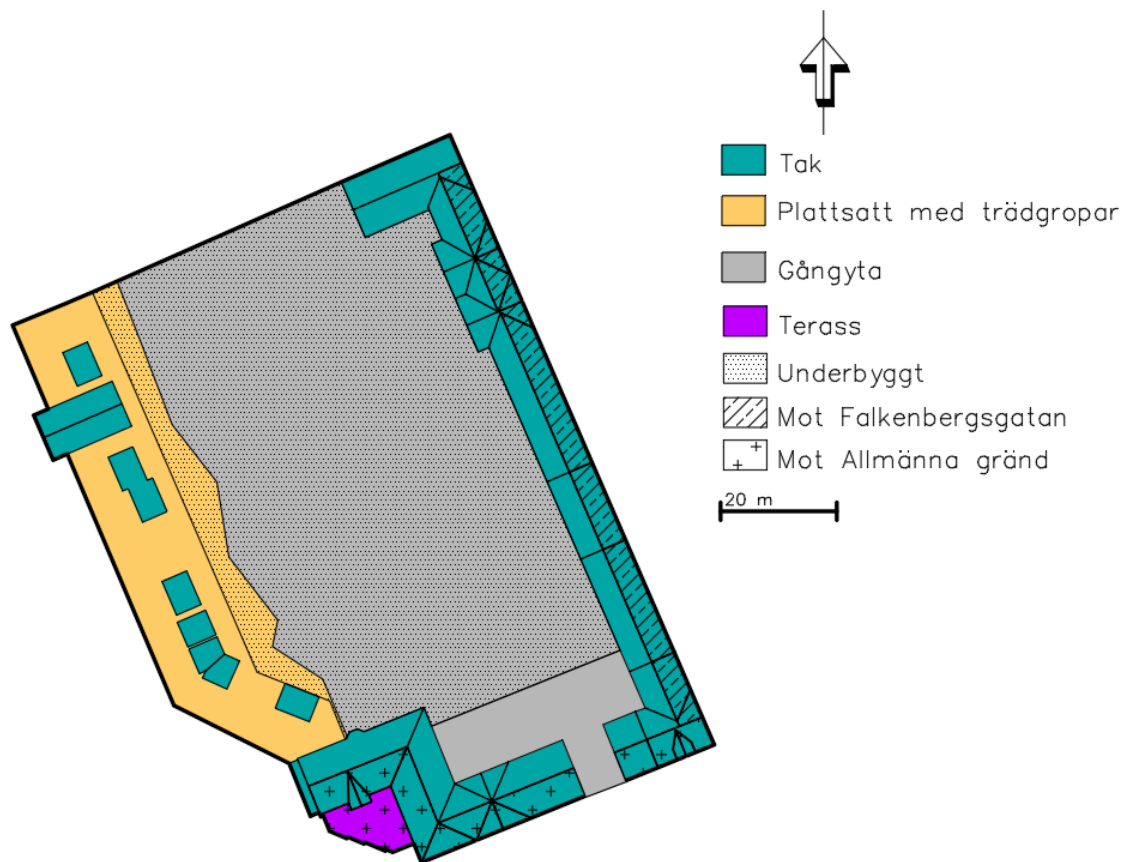 Tak
Plattsatt med trädgropar
Gångyta
Terass
Underbyggt
Mot Falkenbergsgatan
Mot Allmänna gränd
20 m